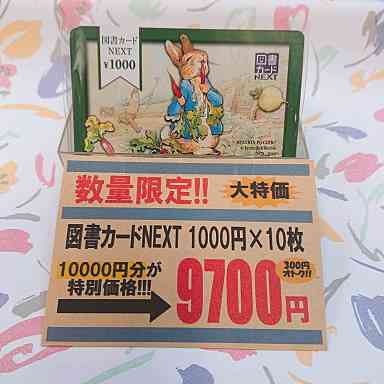 図書カード
NEXT
¥1000
図書
カード
NEXT
数量限定!!
大特価
図書カードNEXT 1000円×10枚
10000円分が
特別価格!!!
9700円
300円
オトク!!